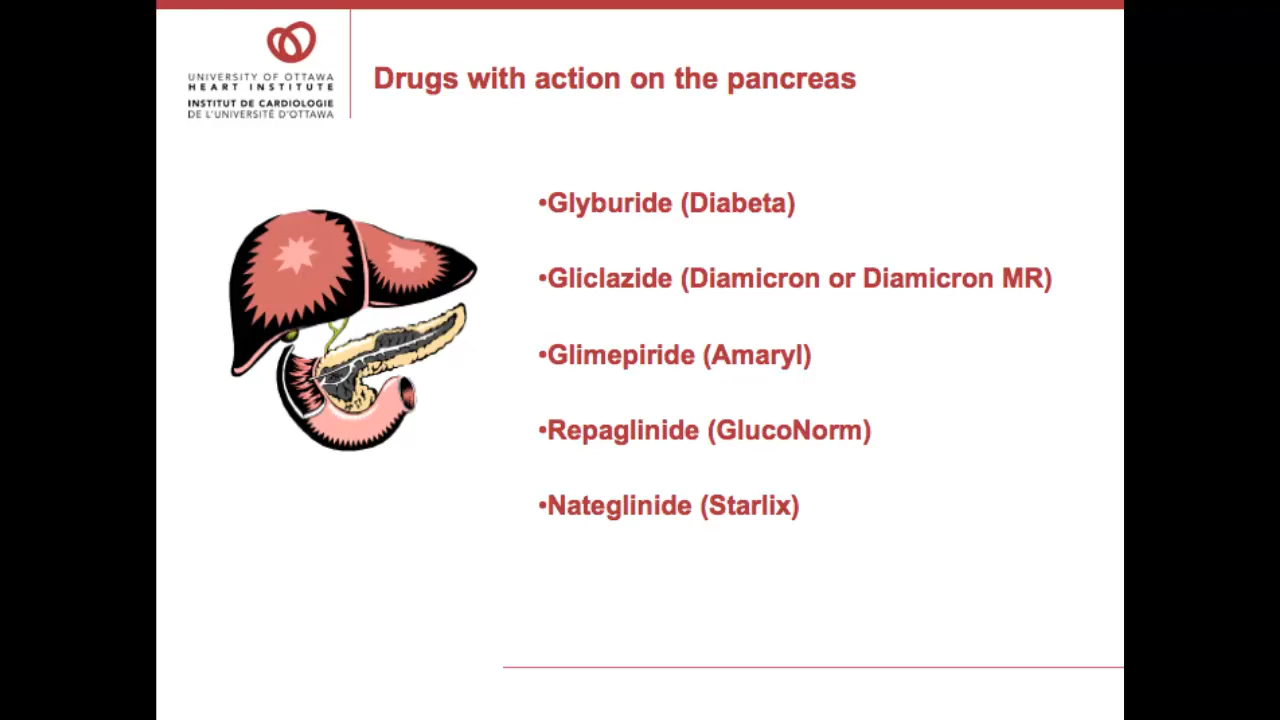 UNIVERSITY OF OTTAWA
HEART INSTITUTE
INSTITUT DE CARDIOLOGIE
DE L'UNIVERSITÉ D'OTTAWA
Drugs with action on the pancreas
•Glyburide (Diabeta)
•Gliclazide (Diamicron or Diamicron MR)
•Glimepiride (Amaryl)
•Repaglinide (GlucoNorm)
•Nateglinide (Starlix)